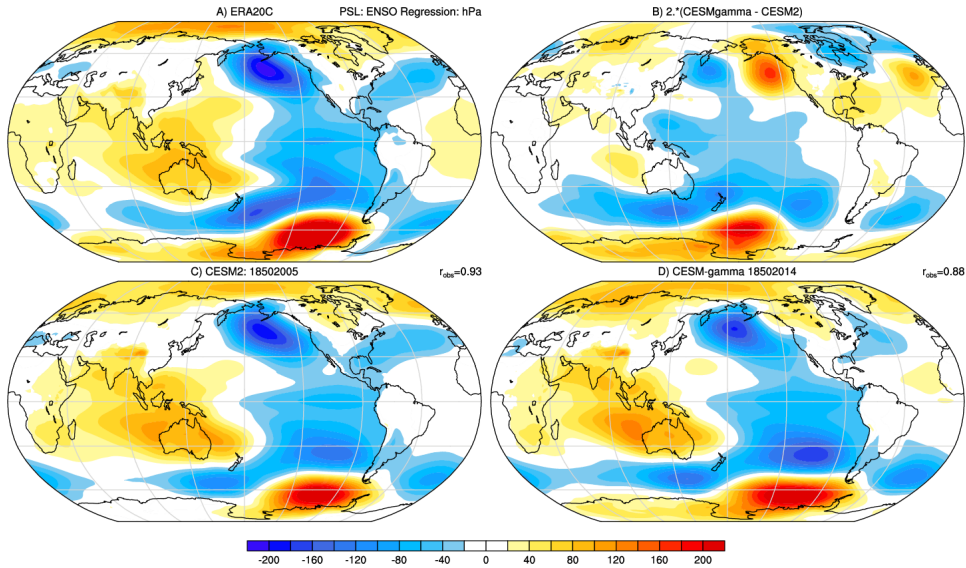 A) ERA20C PSL: ENSO Regression: hPa
B) 2.*(CESMgamma - CESM2)
C) CESM2: 18502005 r_obs=0.93
D) CESM-gamma 18502014 r_obs=0.88
-200 -160 -120 -80 -40 0 40 80 120 160 200